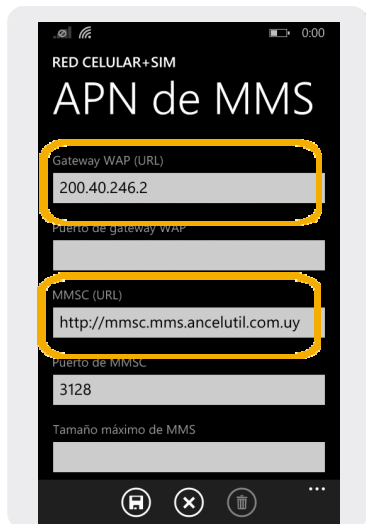 0:00
RED CELULAR+SIM
APN de MMS
Gateway WAP (URL)
200.40.246.2
Puerto de gateway WAP
MMSC (URL)
http://mmsc.mms.ancelutil.com.uy
Puerto de MMSC
3128
Tamaño máximo de MMS